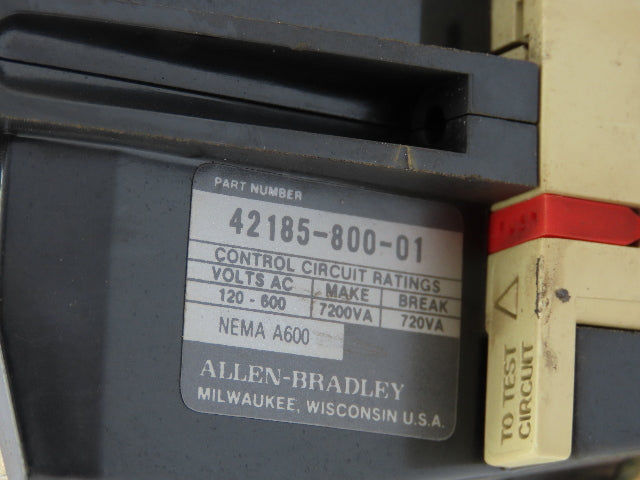 PART NUMBER
42185-800-01
CONTROL CIRCUIT RATINGS
VOLTS AC MAKE BREAK
120 - 600 7200VA 720VA
NEMA A600
ALLEN-BRADLEY
MILWAUKEE, WISCONSIN U.S.A.
TO TEST
CIRCUIT